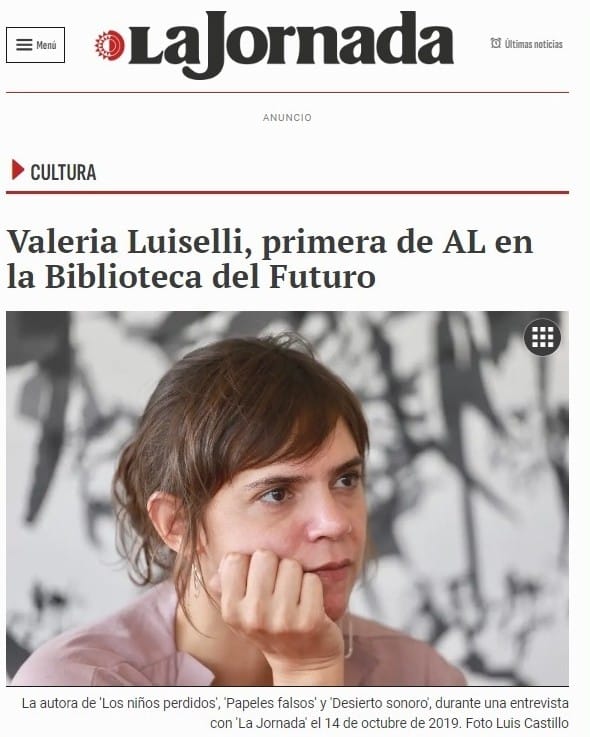 Menú
La Jornada
Últimas noticias
ANUNCIO
CULTURA
Valeria Luiselli, primera de AL en
la Biblioteca del Futuro
La autora de 'Los niños perdidos', 'Papeles falsos' y 'Desierto sonoro', durante una entrevista
con 'La Jornada' el 14 de octubre de 2019. Foto Luis Castillo